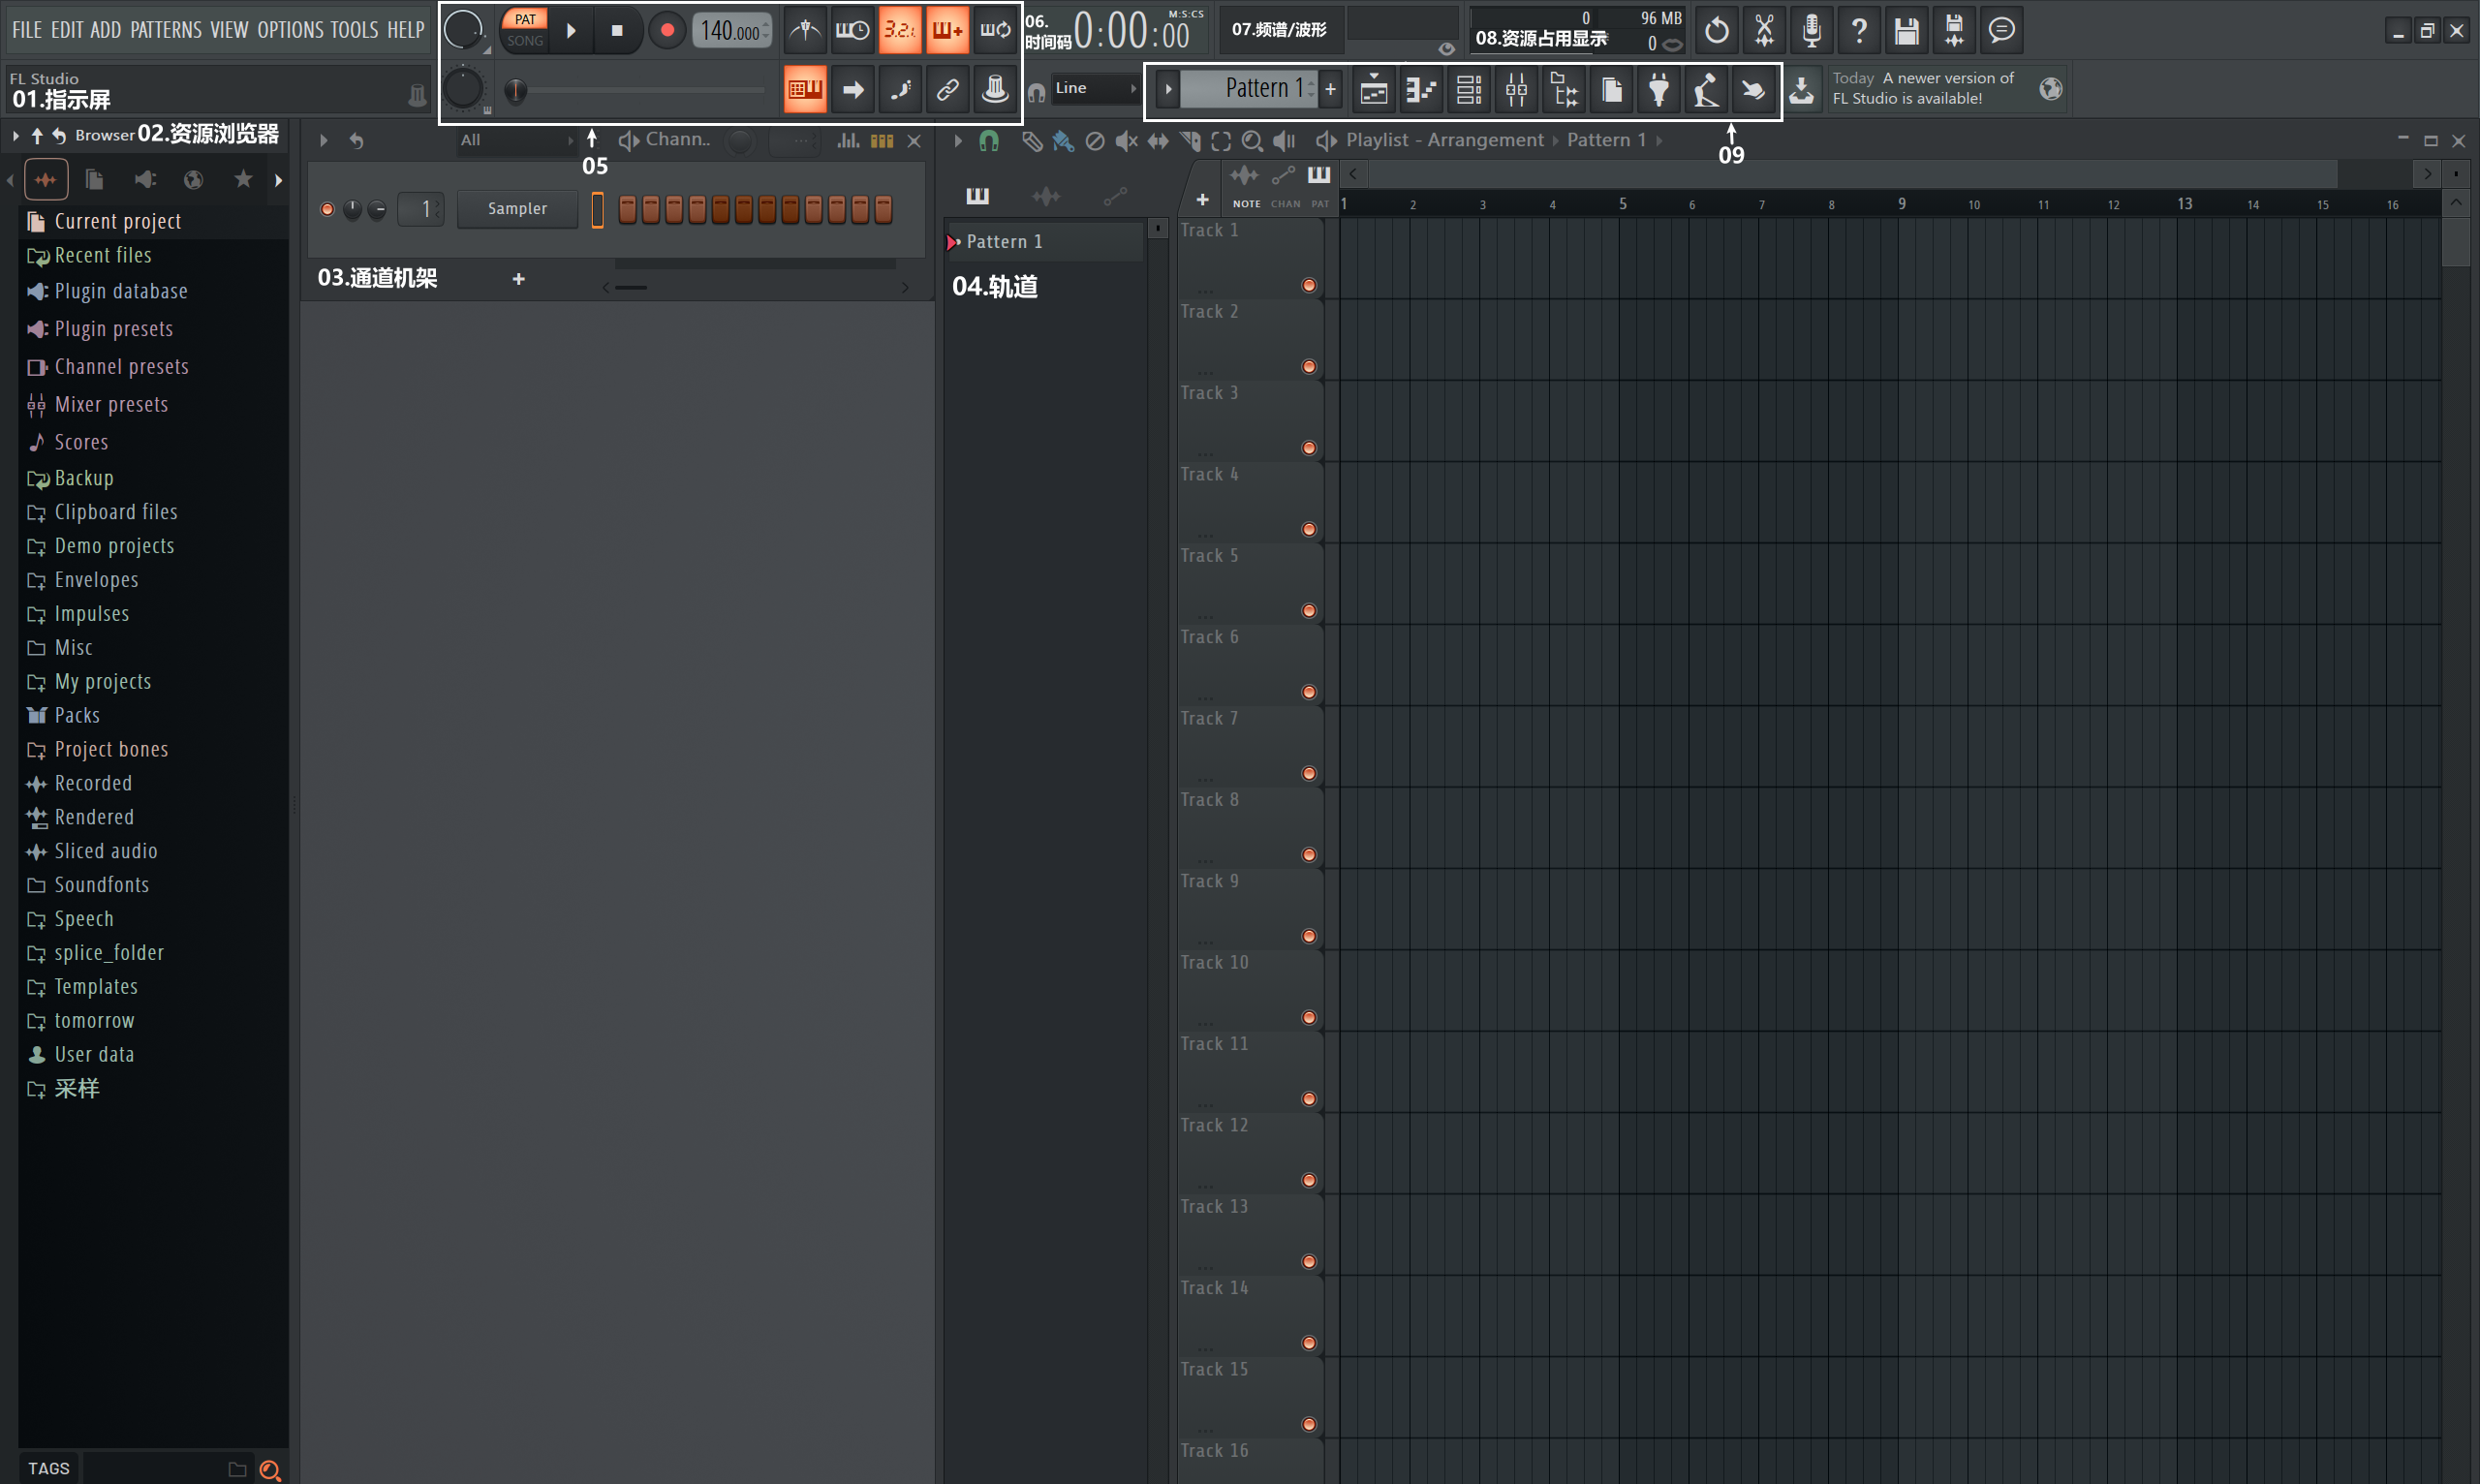 FILE EDIT ADD PATTERNS VIEW OPTIONS TOOLS HELP
PAT
SONG
140.000
3.2.1.
06.
时间码
0:00:00
M:S:CS
07.频谱/波形
0
96 MB
08.资源占用显示
0
FL Studio
01.指示屏
Line
Pattern 1
+
Today A newer version of
FL Studio is available!
05
09
Browser
02.资源浏览器
All
Chann..
Playlist - Arrangement Pattern 1
Current project
Recent files
Plugin database
Plugin presets
Channel presets
Mixer presets
Scores
Backup
Clipboard files
Demo projects
Envelopes
Impulses
Misc
My projects
Packs
Project bones
Recorded
Rendered
Sliced audio
Soundfonts
Speech
splice_folder
Templates
tomorrow
User data
采样
TAGS
1
Sampler
03.通道机架
+
Pattern 1
04.轨道
+
NOTE CHAN PAT
1 2 3 4 5 6 7 8 9 10 11 12 13 14 15 16
Track 1
Track 2
Track 3
Track 4
Track 5
Track 6
Track 7
Track 8
Track 9
Track 10
Track 11
Track 12
Track 13
Track 14
Track 15
Track 16